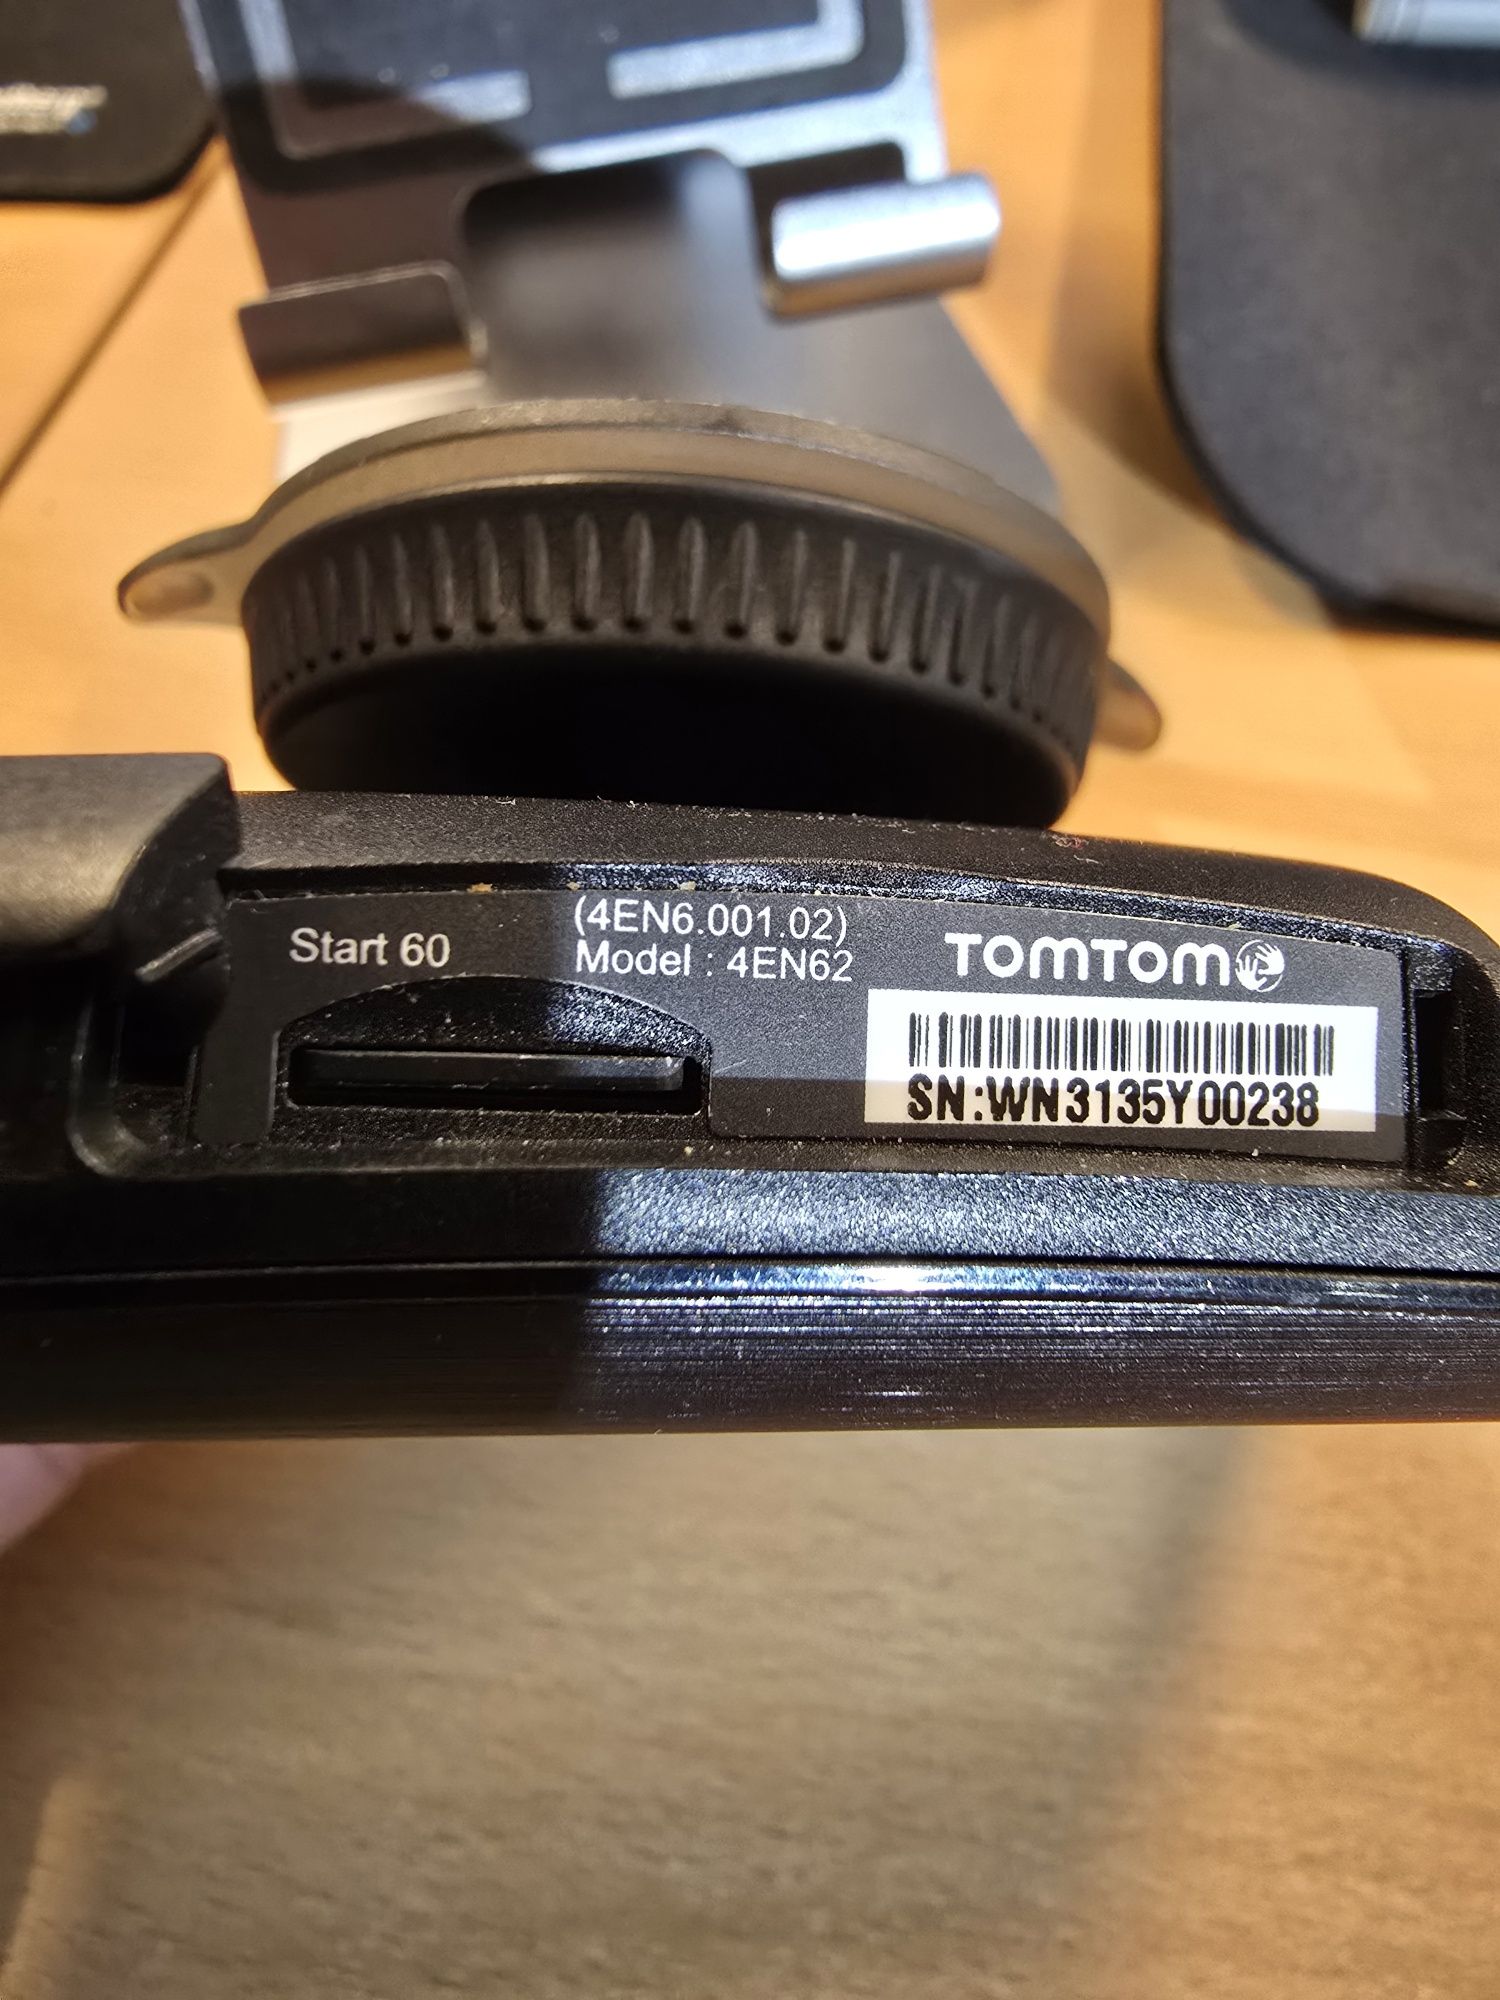 Start 60
(4EN6.001.02)
Model : 4EN62
TOMTOM
SN:WN3135Y00238